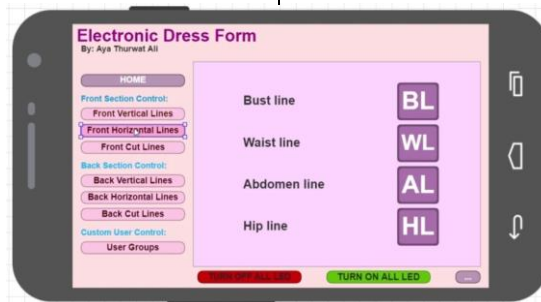 Electronic Dress Form
By: Aya Thurwat Ali
HOME
Front Section Control:
Front Vertical Lines
Front Horizontal Lines
Front Cut Lines
Back Section Control:
Back Vertical Lines
Back Horizontal Lines
Back Cut Lines
Custom User Control:
User Groups
Bust line BL
Waist line WL
Abdomen line AL
Hip line HL
TURN OFF ALL LED TURN ON ALL LED ...